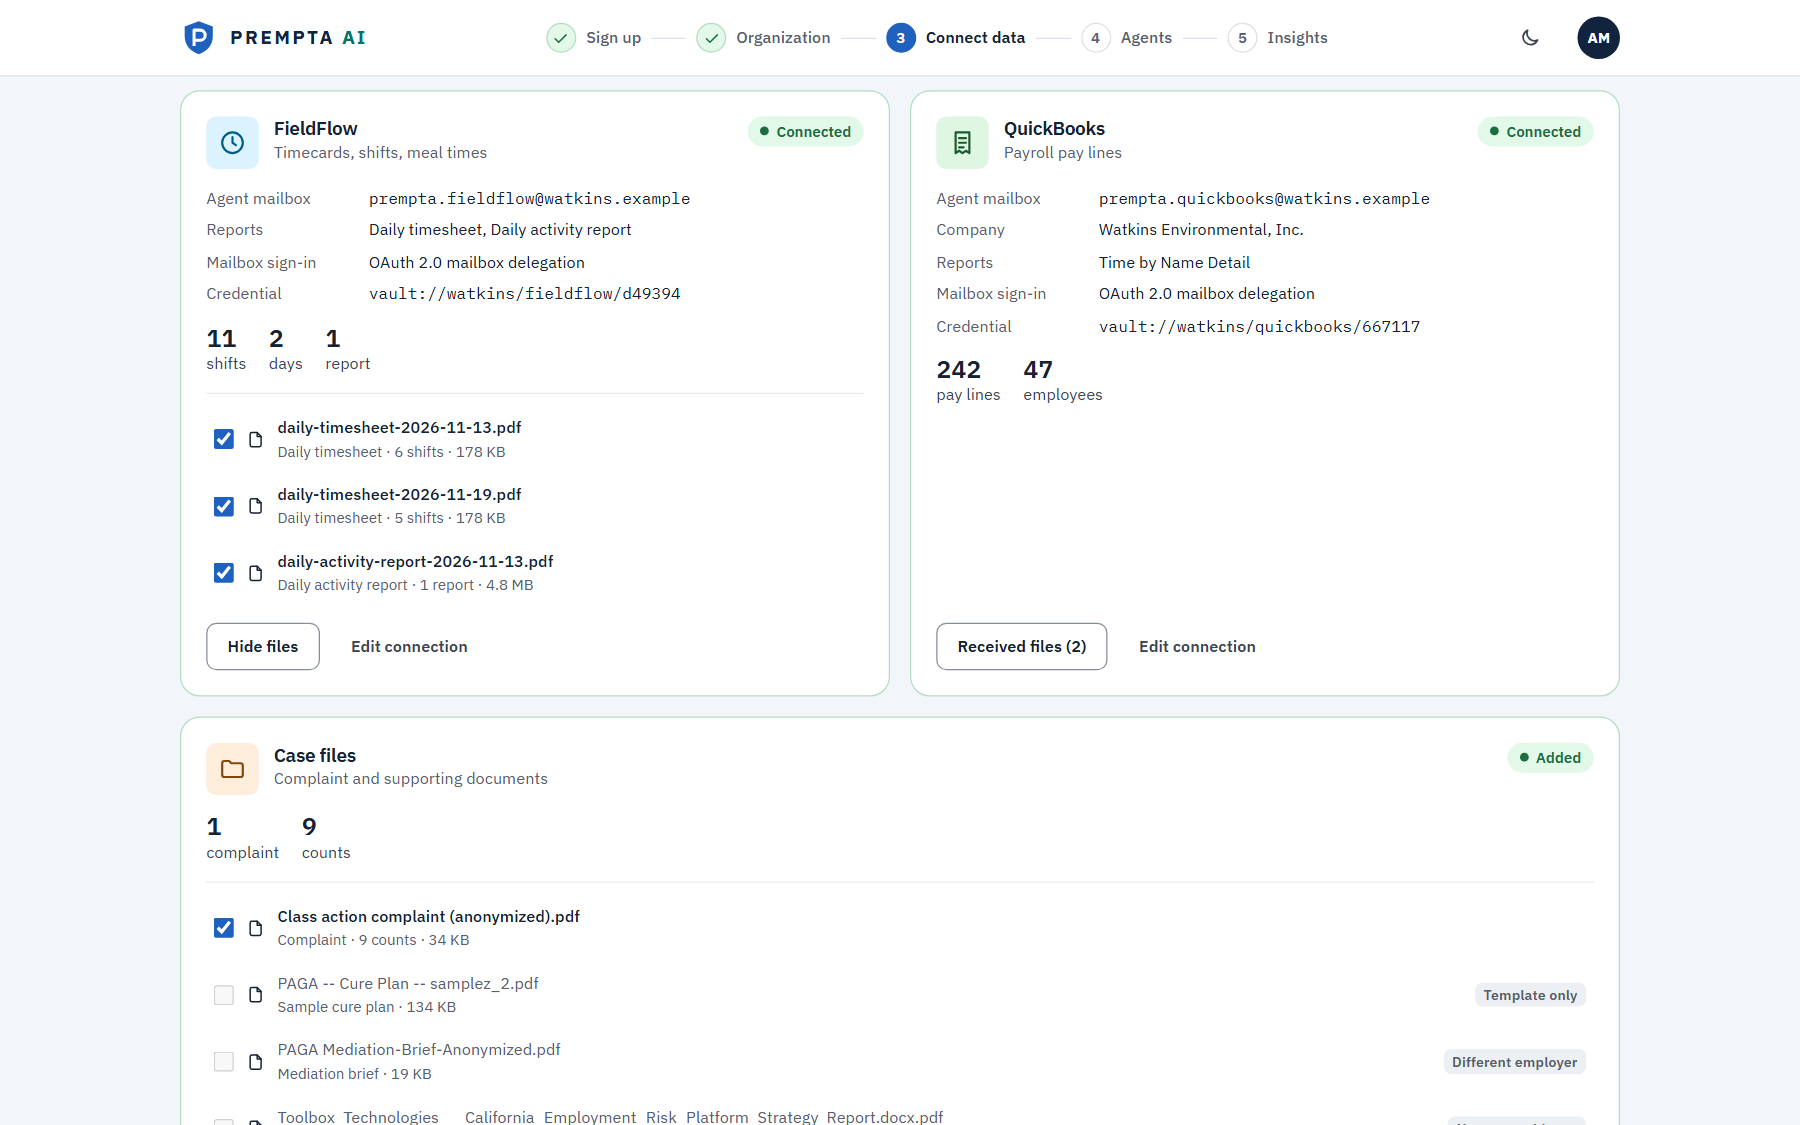 PREMPTA AI
Sign up
Organization
3 Connect data
4 Agents
5 Insights
AM
FieldFlow
Timecards, shifts, meal times
Connected
Agent mailbox prempta.fieldflow@watkins.example
Reports Daily timesheet, Daily activity report
Mailbox sign-in OAuth 2.0 mailbox delegation
Credential vault://watkins/fieldflow/d49394
11 2 1
shifts days report
daily-timesheet-2026-11-13.pdf
Daily timesheet · 6 shifts · 178 KB
daily-timesheet-2026-11-19.pdf
Daily timesheet · 5 shifts · 178 KB
daily-activity-report-2026-11-13.pdf
Daily activity report · 1 report · 4.8 MB
Hide files Edit connection
QuickBooks
Payroll pay lines
Connected
Agent mailbox prempta.quickbooks@watkins.example
Company Watkins Environmental, Inc.
Reports Time by Name Detail
Mailbox sign-in OAuth 2.0 mailbox delegation
Credential vault://watkins/quickbooks/667117
242 47
pay lines employees
Received files (2) Edit connection
Case files
Complaint and supporting documents
Added
1 9
complaint counts
Class action complaint (anonymized).pdf
Complaint · 9 counts · 34 KB
PAGA -- Cure Plan -- samplez_2.pdf
Sample cure plan · 134 KB
Template only
PAGA Mediation-Brief-Anonymized.pdf
Mediation brief · 19 KB
Different employer
Toolbox_Technologies___California_Employment_Risk_Platform_Strategy_Report.docx.pdf